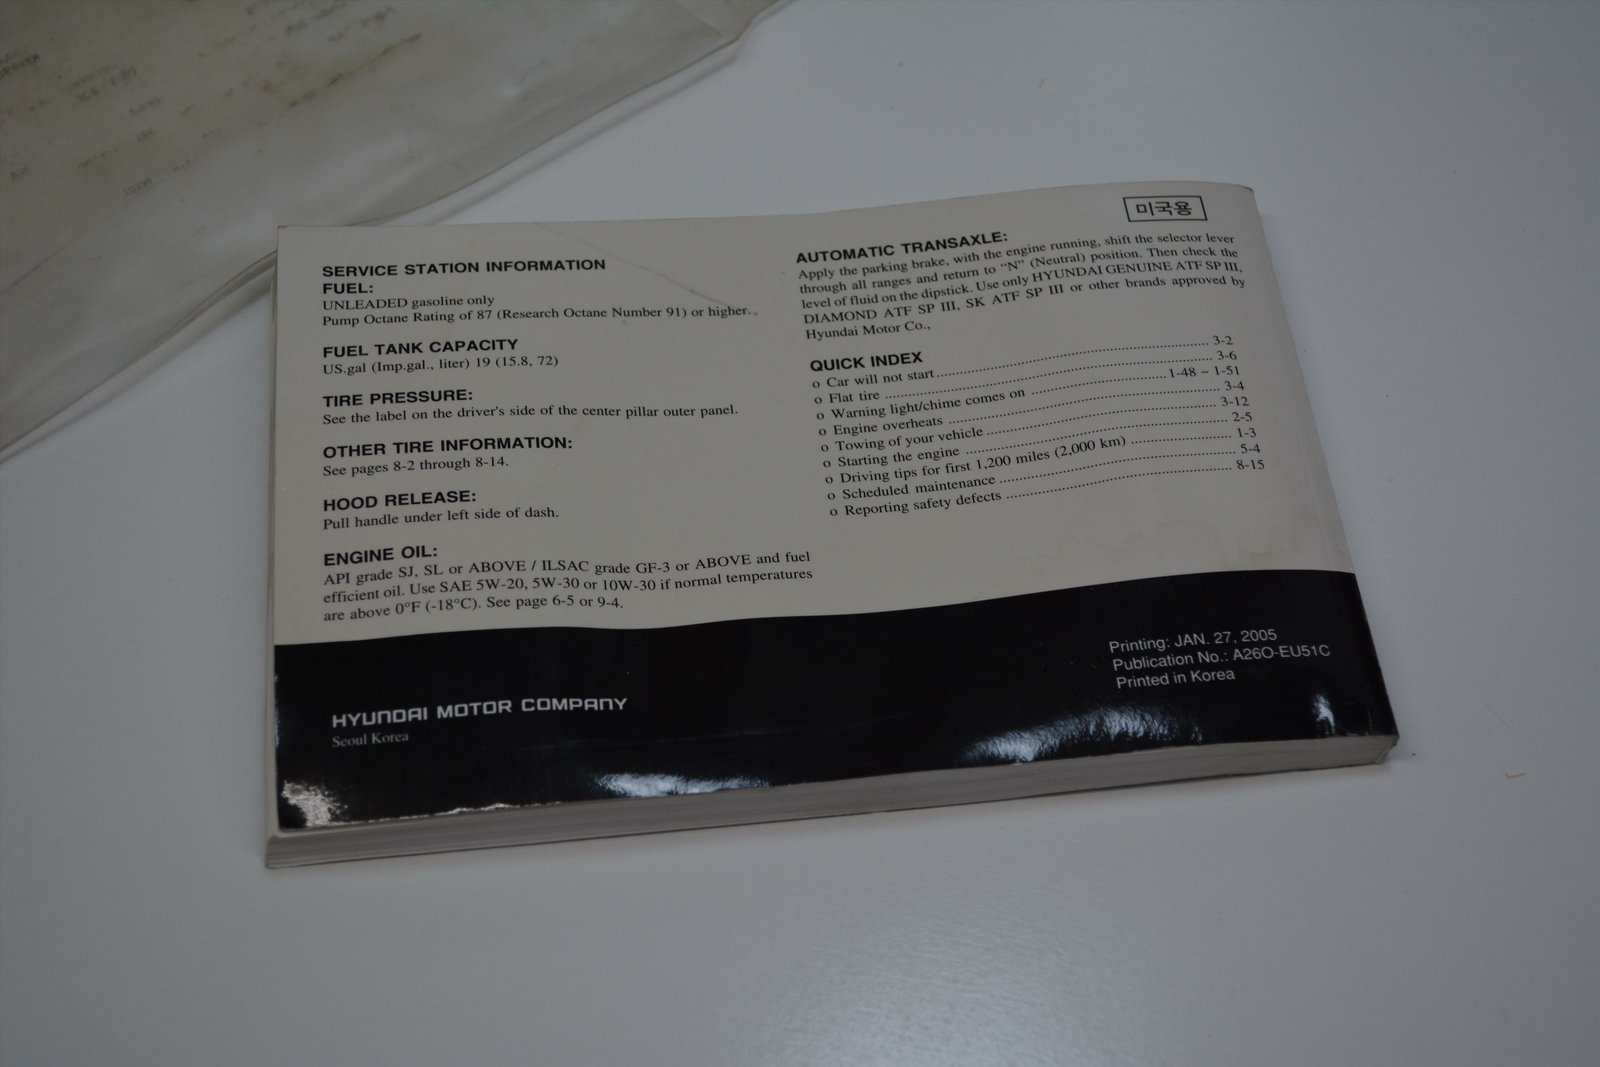 SERVICE STATION INFORMATION
FUEL:
UNLEADED gasoline only
Pump Octane Rating of 87 (Research Octane Number 91) or higher.
FUEL TANK CAPACITY
US.gal (Imp.gal., liter) 19 (15.8, 72)
TIRE PRESSURE:
See the label on the driver's side of the center pillar outer panel.
OTHER TIRE INFORMATION:
See pages 8-2 through 8-14.
HOOD RELEASE:
Pull handle under left side of dash.
ENGINE OIL:
API grade SJ, SL or ABOVE / ILSAC grade GF-3 or ABOVE and fuel
efficient oil. Use SAE 5W-20, 5W-30 or 10W-30 if normal temperatures
are above 0°F (-18°C). See page 6-5 or 9-4.
미국용
AUTOMATIC TRANSAXLE:
Apply the parking brake, with the engine running, shift the selector lever
through all ranges and return to “N” (Neutral) position. Then check the
level of fluid on the dipstick. Use only HYUNDAI GENUINE ATF SP III,
DIAMOND ATF SP III, SK ATF SP III or other brands approved by
Hyundai Motor Co.,
QUICK INDEX
o Car will not start ........ 3-2
o Flat tire ........ 3-6
o Warning light/chime comes on ........ 1-48 ~ 1-51
o Engine overheats ........ 3-4
o Towing of your vehicle ........ 3-12
o Starting the engine ........ 2-5
o Driving tips for first 1,200 miles (2,000 km) ........ 1-3
o Scheduled maintenance ........ 5-4
o Reporting safety defects ........ 8-15
HYUNDAI MOTOR COMPANY
Seoul Korea
Printing: JAN. 27, 2005
Publication No.: A26O-EU51C
Printed in Korea